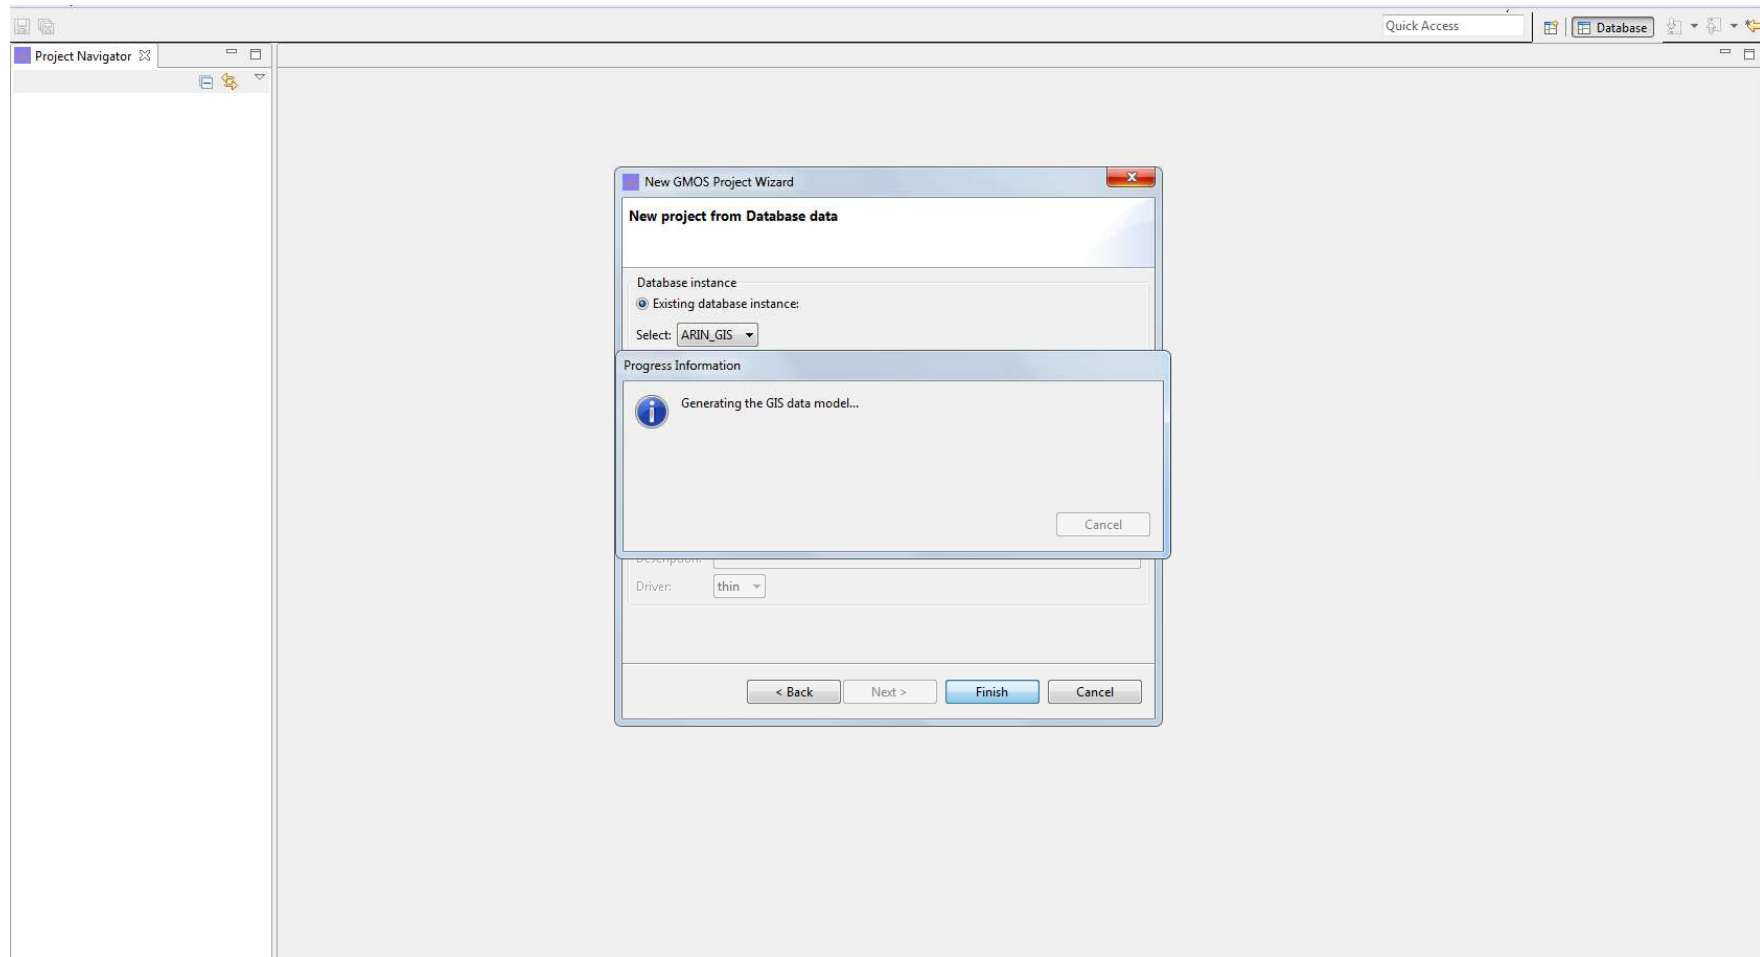 Quick Access
Database
Project Navigator
New GMOS Project Wizard
New project from Database data
Database instance
Existing database instance:
Select: ARIN_GIS
Progress Information
Generating the GIS data model...
Cancel
Description:
Driver: thin
< Back Next > Finish Cancel